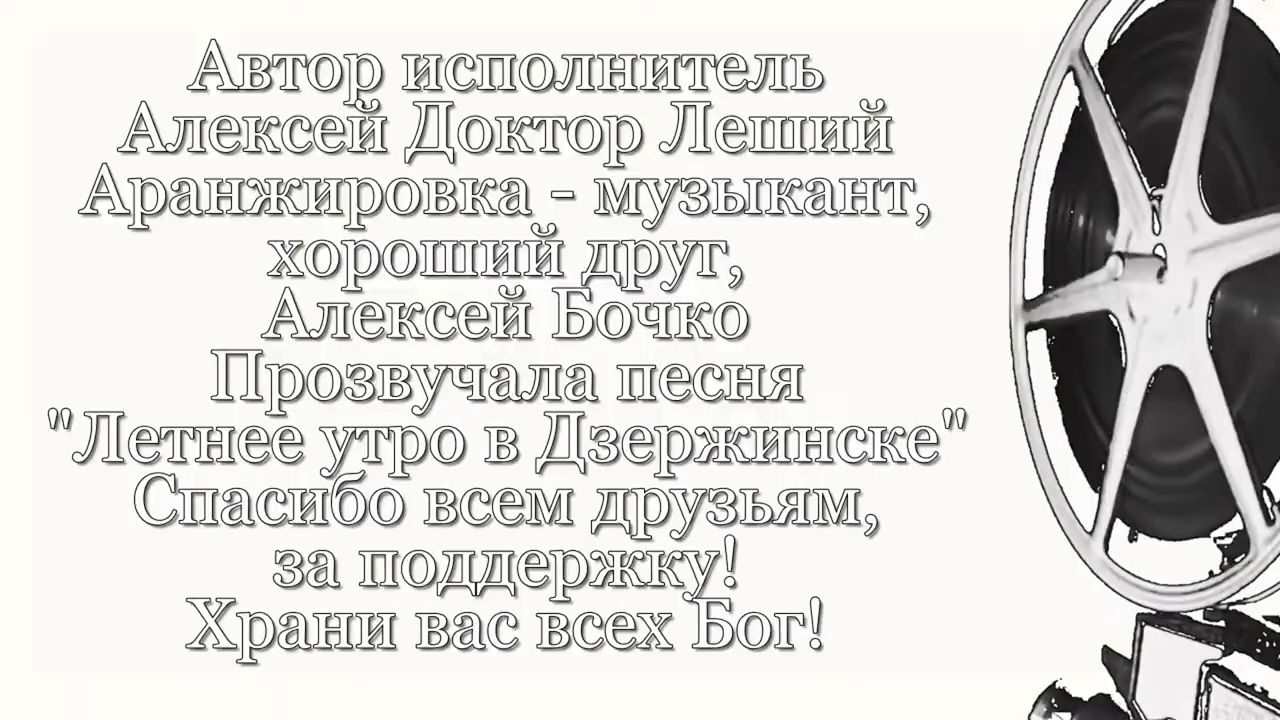 Автор исполнитель
Алексей Доктор Леший
Аранжировка - музыкант,
хороший друг,
Алексей Бочко
Прозвучала песня
"Летнее утро в Дзержинске"
Спасибо всем друзьям,
за поддержку!
Храни вас всех Бог!